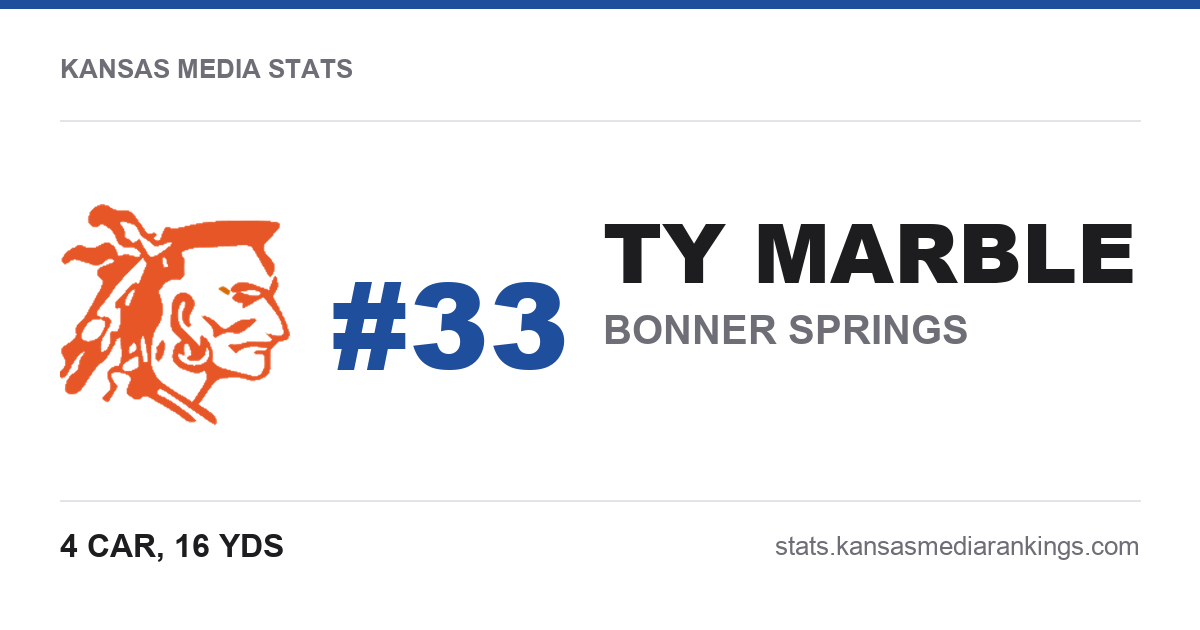 KANSAS MEDIA STATS
#33
TY MARBLE
BONNER SPRINGS
4 CAR, 16 YDS
stats.kansasmediarankings.com